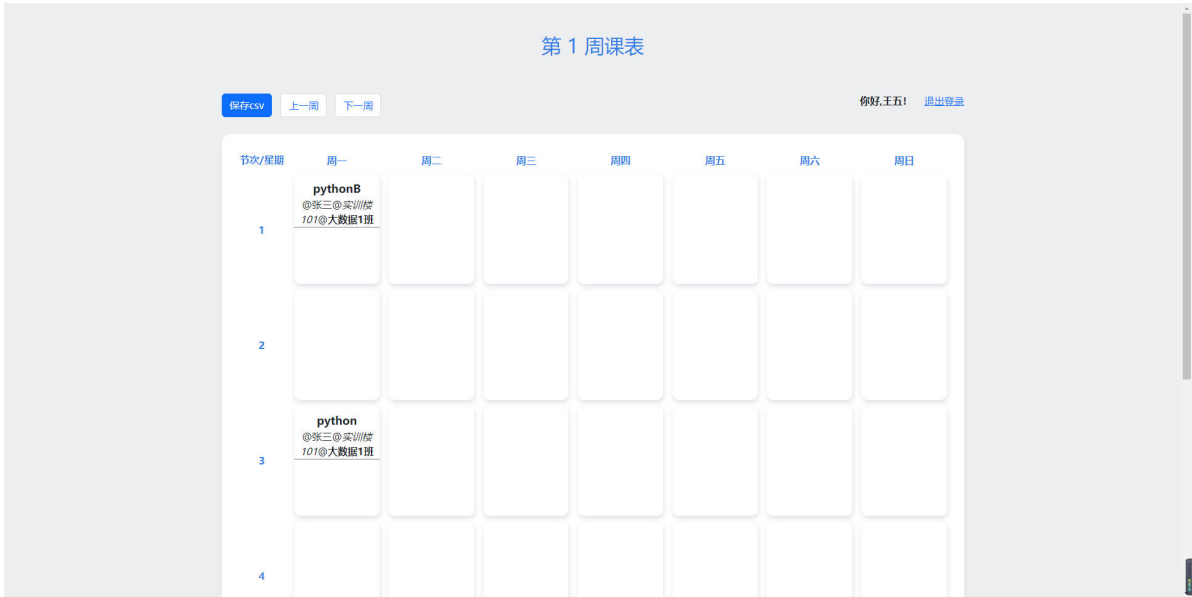 第 1 周课表
保存csv 上一周 下一周 你好,王五! 退出登录
节次/星期 周一 周二 周三 周四 周五 周六 周日
pythonB
@张三@实训楼
101@大数据1班
1
2
python
@张三@实训楼
101@大数据1班
3
4